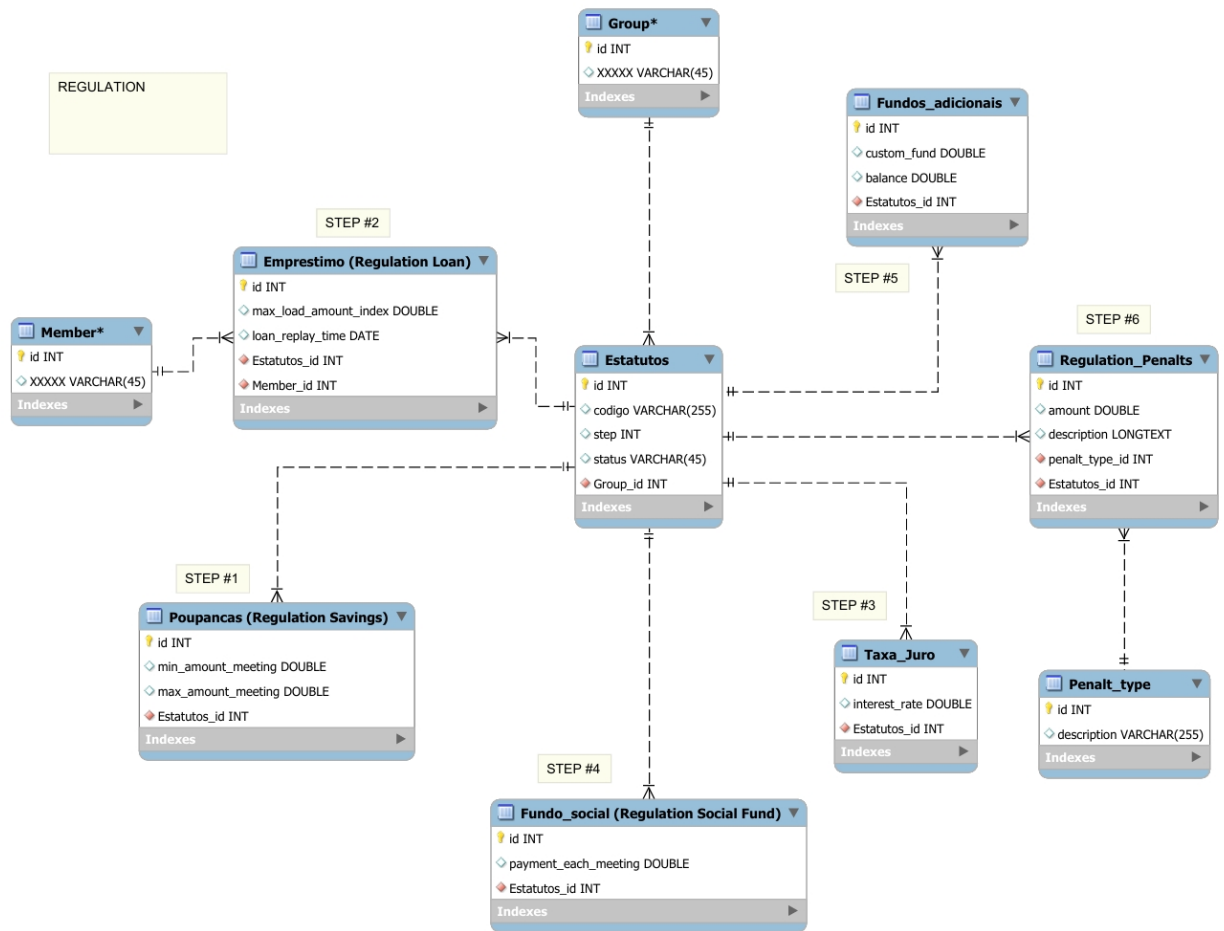 Group*
id INT
XXXXX VARCHAR(45)
Indexes
REGULATION
Fundos_adicionais
id INT
custom_fund DOUBLE
balance DOUBLE
Estatutos_id INT
Indexes
STEP #5
STEP #2
Emprestimo (Regulation Loan)
id INT
max_load_amount_index DOUBLE
loan_replay_time DATE
Estatutos_id INT
Member_id INT
Indexes
Member*
id INT
XXXXX VARCHAR(45)
Indexes
Estatutos
id INT
codigo VARCHAR(255)
step INT
status VARCHAR(45)
Group_id INT
Indexes
STEP #6
Regulation_Penalts
id INT
amount DOUBLE
description LONGTEXT
penalt_type_id INT
Estatutos_id INT
Indexes
STEP #1
Poupancas (Regulation Savings)
id INT
min_amount_meeting DOUBLE
max_amount_meeting DOUBLE
Estatutos_id INT
Indexes
STEP #3
Taxa_Juro
id INT
interest_rate DOUBLE
Estatutos_id INT
Indexes
Penalt_type
id INT
description VARCHAR(255)
Indexes
STEP #4
Fundo_social (Regulation Social Fund)
id INT
payment_each_meeting DOUBLE
Estatutos_id INT
Indexes